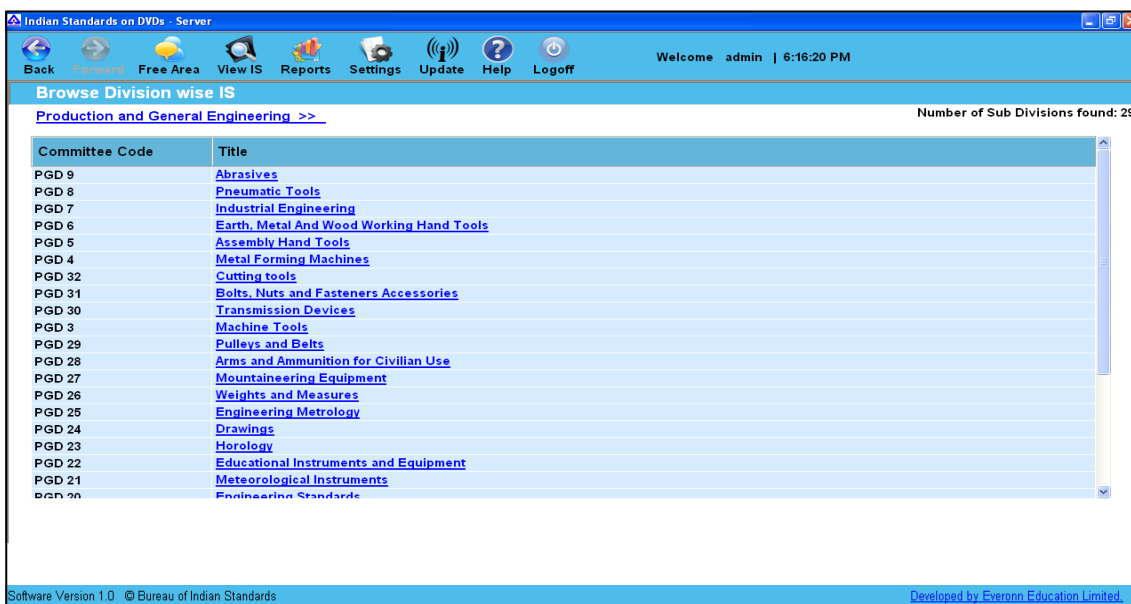 Indian Standards on DVDs - Server
Back Forward Free Area View IS Reports Settings Update Help Logoff Welcome admin | 6:16:20 PM
Browse Division wise IS
Production and General Engineering >> Number of Sub Divisions found: 29
Committee Code Title
PGD 9 Abrasives
PGD 8 Pneumatic Tools
PGD 7 Industrial Engineering
PGD 6 Earth, Metal And Wood Working Hand Tools
PGD 5 Assembly Hand Tools
PGD 4 Metal Forming Machines
PGD 32 Cutting tools
PGD 31 Bolts, Nuts and Fasteners Accessories
PGD 30 Transmission Devices
PGD 3 Machine Tools
PGD 29 Pulleys and Belts
PGD 28 Arms and Ammunition for Civilian Use
PGD 27 Mountaineering Equipment
PGD 26 Weights and Measures
PGD 25 Engineering Metrology
PGD 24 Drawings
PGD 23 Horology
PGD 22 Educational Instruments and Equipment
PGD 21 Meteorological Instruments
PGD 20 Engineering Standards
Software Version 1.0 © Bureau of Indian Standards Developed by Everonn Education Limited.